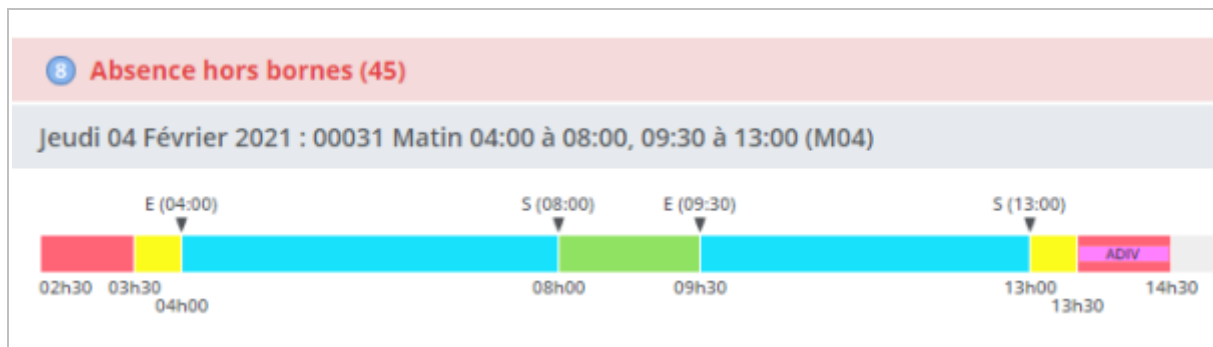 8 Absence hors bornes (45)
Jeudi 04 Février 2021 : 00031 Matin 04:00 à 08:00, 09:30 à 13:00 (M04)
E (04:00) S (08:00) E (09:30) S (13:00)
ADIV
02h30 03h30 08h00 09h30 13h00 14h30
04h00 13h30